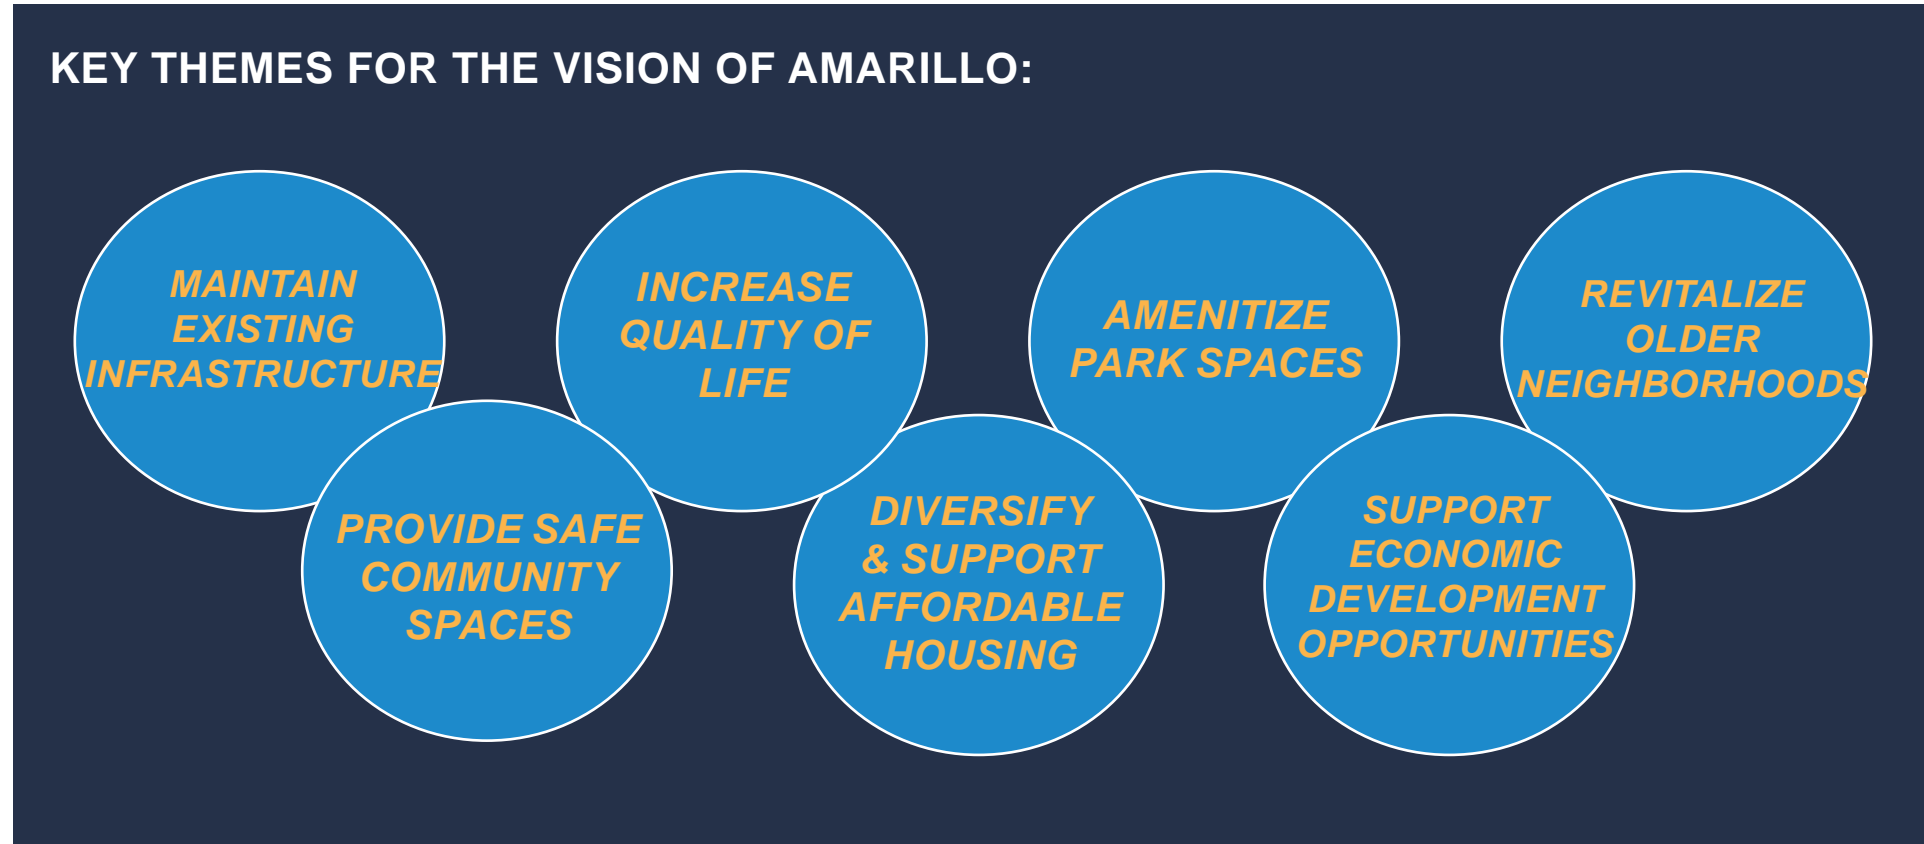 KEY THEMES FOR THE VISION OF AMARILLO:
MAINTAIN
EXISTING
INFRASTRUCTURE
INCREASE
QUALITY OF
LIFE
AMENITIZE
PARK SPACES
REVITALIZE
OLDER
NEIGHBORHOODS
PROVIDE SAFE
COMMUNITY
SPACES
DIVERSIFY
& SUPPORT
AFFORDABLE
HOUSING
SUPPORT
ECONOMIC
DEVELOPMENT
OPPORTUNITIES